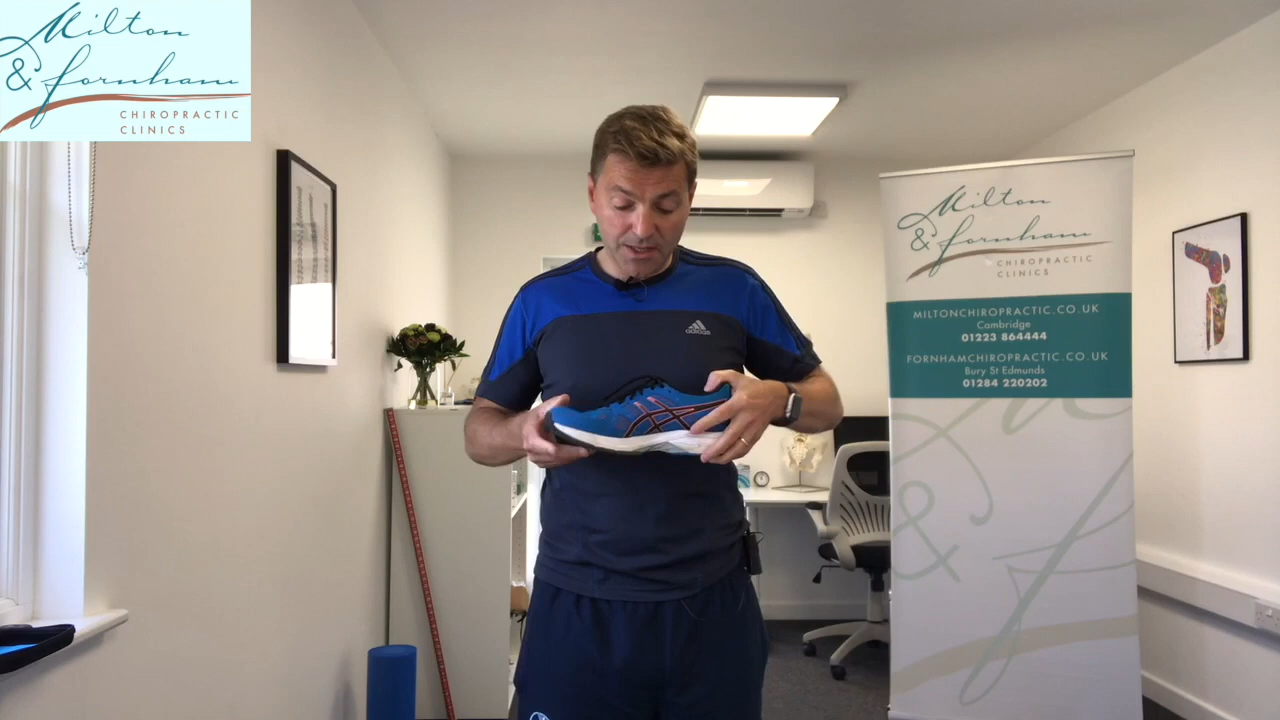 Milton
& Fornham
CHIROPRACTIC
CLINICS
adidas
Milton
& Fornham
CHIROPRACTIC
CLINICS
MILTONCHIROPRACTIC.CO.UK
Cambridge
01223 864444
FORNHAMCHIROPRACTIC.CO.UK
Bury St Edmunds
01284 220202